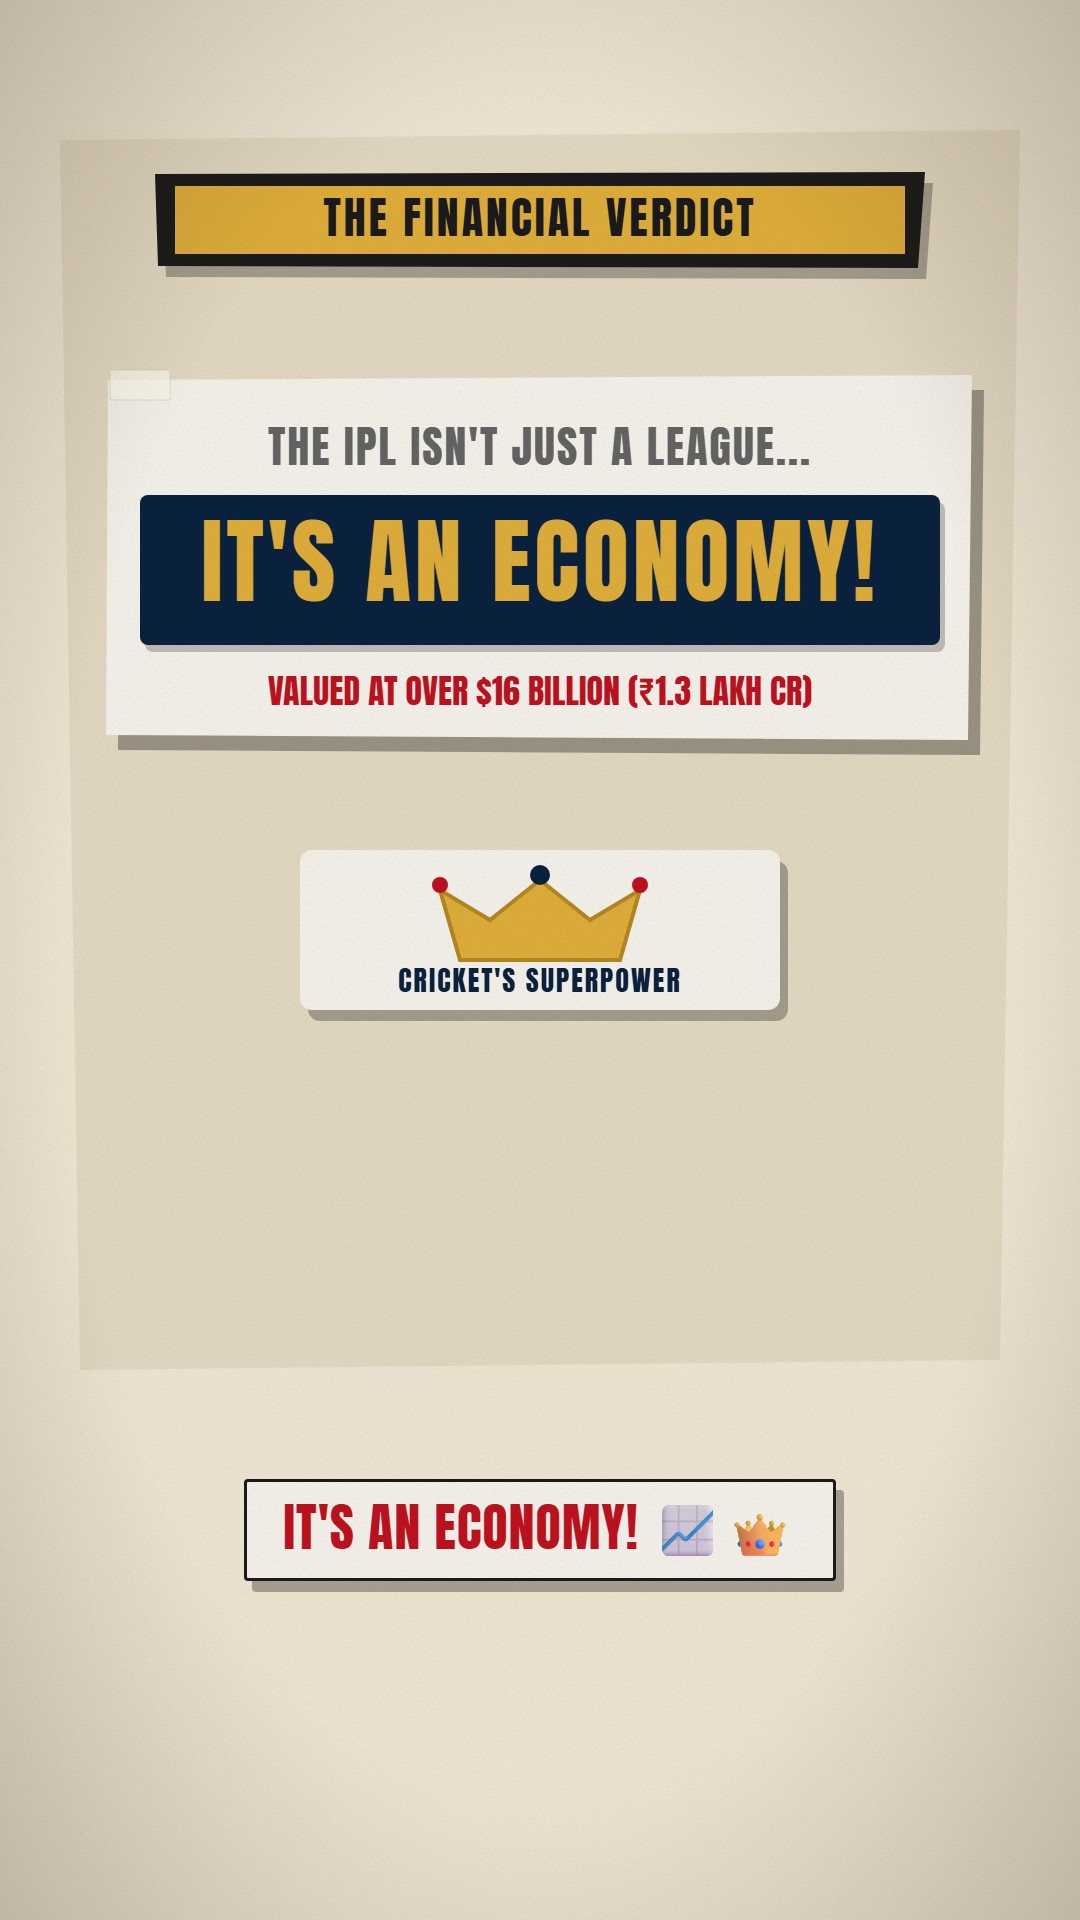 THE FINANCIAL VERDICT
THE IPL ISN'T JUST A LEAGUE...
IT'S AN ECONOMY!
VALUED AT OVER $16 BILLION (₹1.3 LAKH CR)
CRICKET'S SUPERPOWER
IT'S AN ECONOMY! 📈 👑